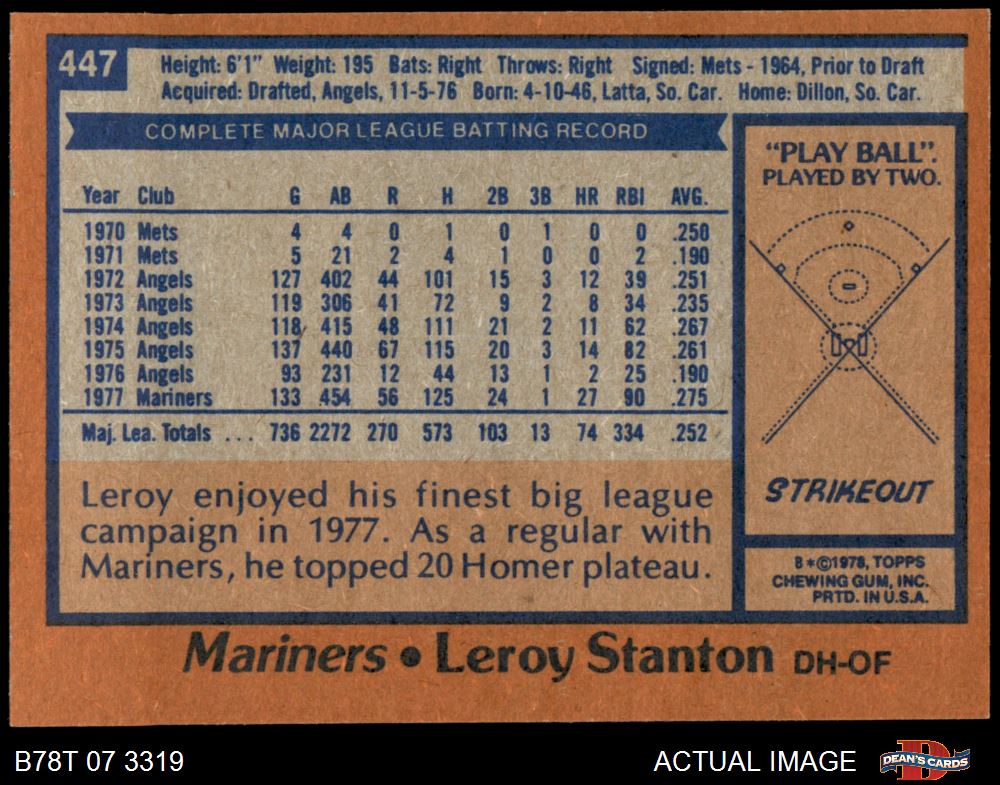 447
Height: 6'1" Weight: 195 Bats: Right Throws: Right Signed: Mets - 1964, Prior to Draft
Acquired: Drafted, Angels, 11-5-76 Born: 4-10-46, Latta, So. Car. Home: Dillon, So. Car.
COMPLETE MAJOR LEAGUE BATTING RECORD
Year Club G AB R H 2B 3B HR RBI AVG.
1970 Mets 4 4 0 1 0 1 0 0 .250
1971 Mets 5 21 2 4 1 0 0 2 .190
1972 Angels 127 402 44 101 15 3 12 39 .251
1973 Angels 119 306 41 72 9 2 8 34 .235
1974 Angels 118 415 48 111 21 2 11 62 .267
1975 Angels 137 440 67 115 20 3 14 82 .261
1976 Angels 93 231 12 44 13 1 2 25 .190
1977 Mariners 133 454 56 125 24 1 27 90 .275
Maj. Lea. Totals ... 736 2272 270 573 103 13 74 334 .252
Leroy enjoyed his finest big league
campaign in 1977. As a regular with
Mariners, he topped 20 Homer plateau.
"PLAY BALL".
PLAYED BY TWO.
STRIKEOUT
B*©1978, TOPPS
CHEWING GUM, INC.
PRTD. IN U.S.A.
Mariners • Leroy Stanton DH-OF
B78T 07 3319
ACTUAL IMAGE
D
DEAN'S CARDS